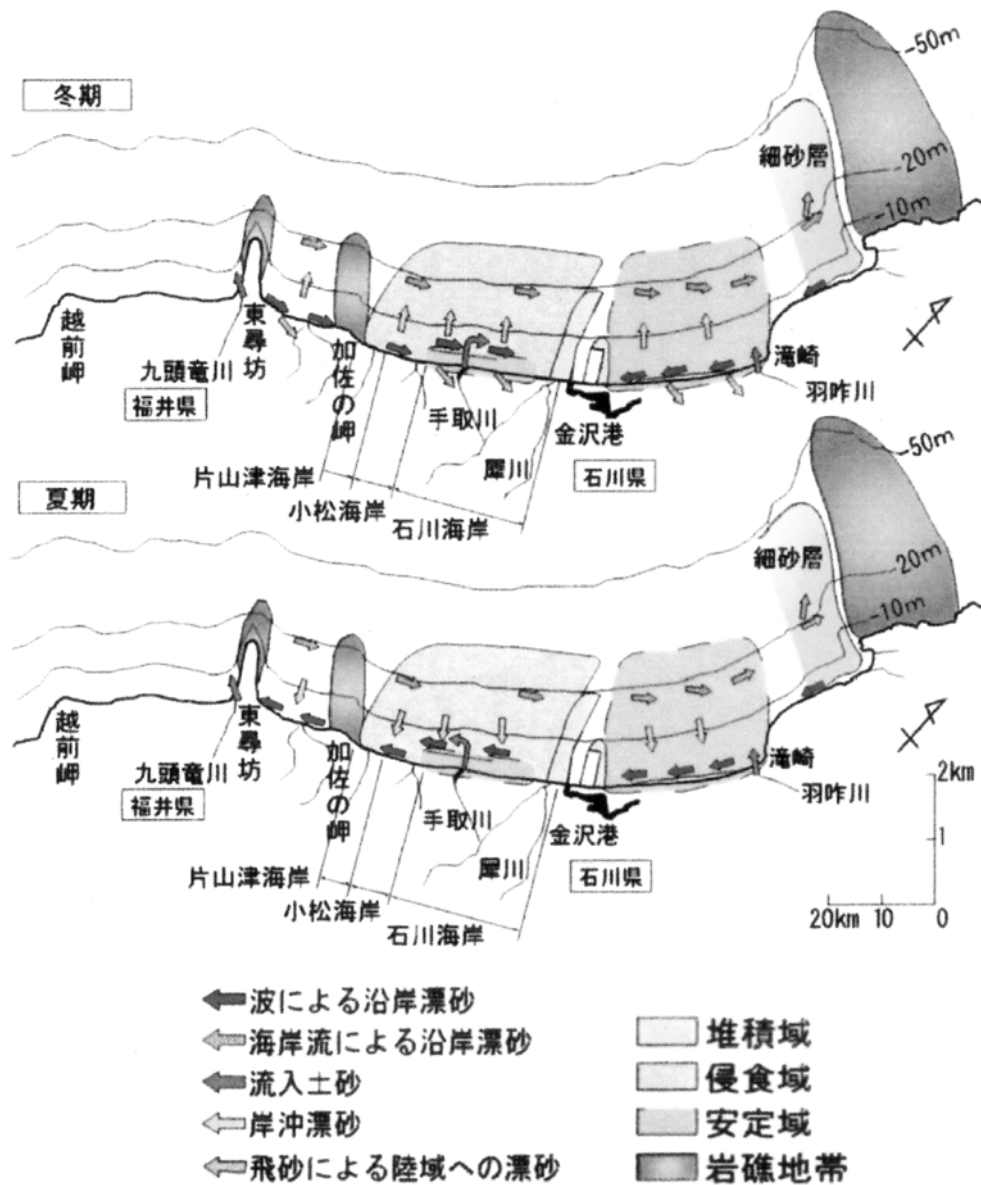 冬期
-50m
細砂層
-20m
-10m
越前岬
東尋坊
九頭竜川
福井県
加佐の岬
手取川
金沢港
滝崎
羽咋川
片山津海岸
小松海岸
石川海岸
犀川
石川県
夏期
-50m
細砂層
-20m
-10m
越前岬
東尋坊
九頭竜川
福井県
加佐の岬
手取川
金沢港
滝崎
羽咋川
片山津海岸
小松海岸
石川海岸
犀川
石川県
2km
1
20km 10 0
波による沿岸漂砂
海岸流による沿岸漂砂
流入土砂
岸沖漂砂
飛砂による陸域への漂砂
堆積域
侵食域
安定域
岩礁地帯